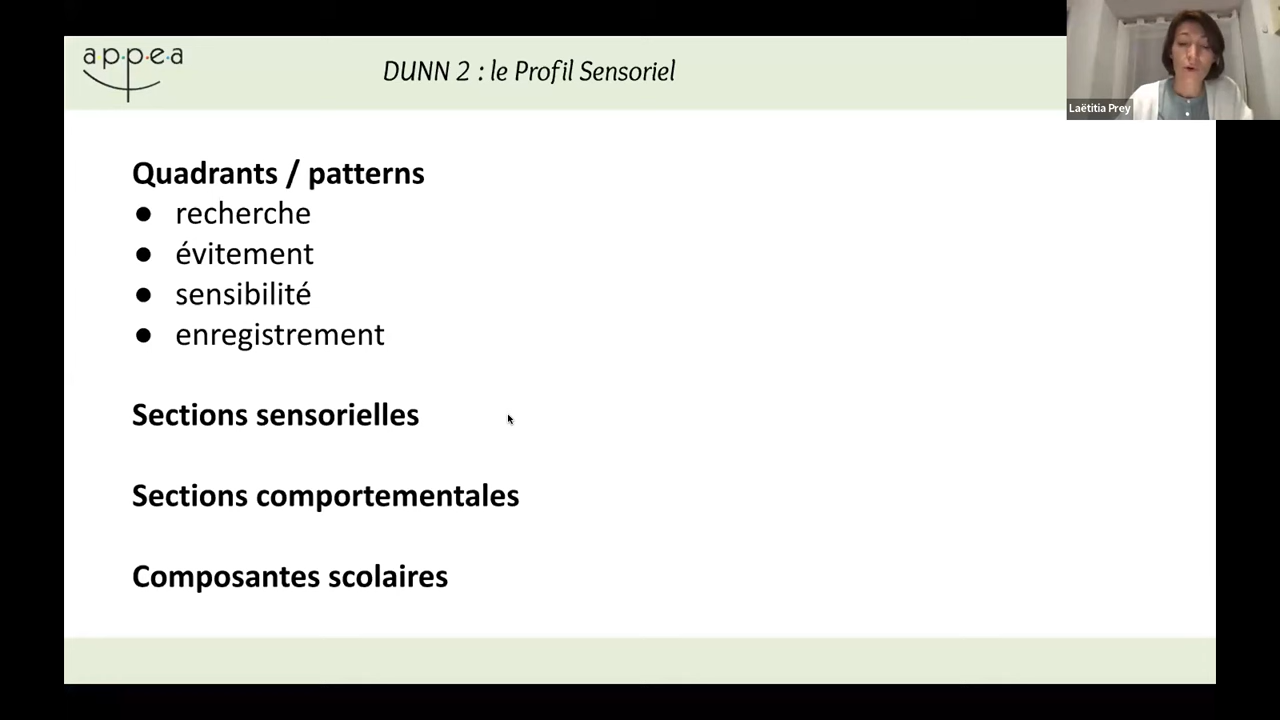 appea
DUNN 2 : le Profil Sensoriel
Laëtitia Prey
Quadrants / patterns
● recherche
● évitement
● sensibilité
● enregistrement
Sections sensorielles
Sections comportementales
Composantes scolaires